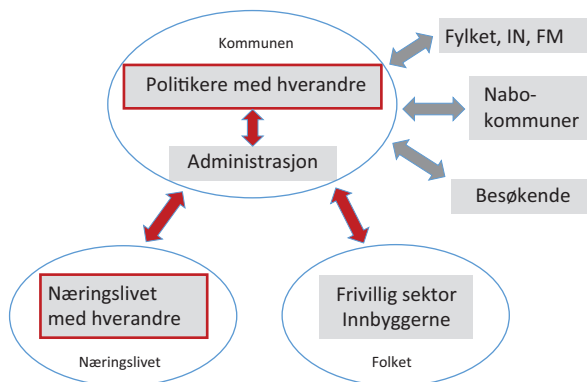 Kommunen
Politikere med hverandre
Administrasjon
Fylket, IN, FM
Nabo-
kommuner
Besøkende
Næringslivet
med hverandre
Næringslivet
Frivillig sektor
Innbyggerne
Folket